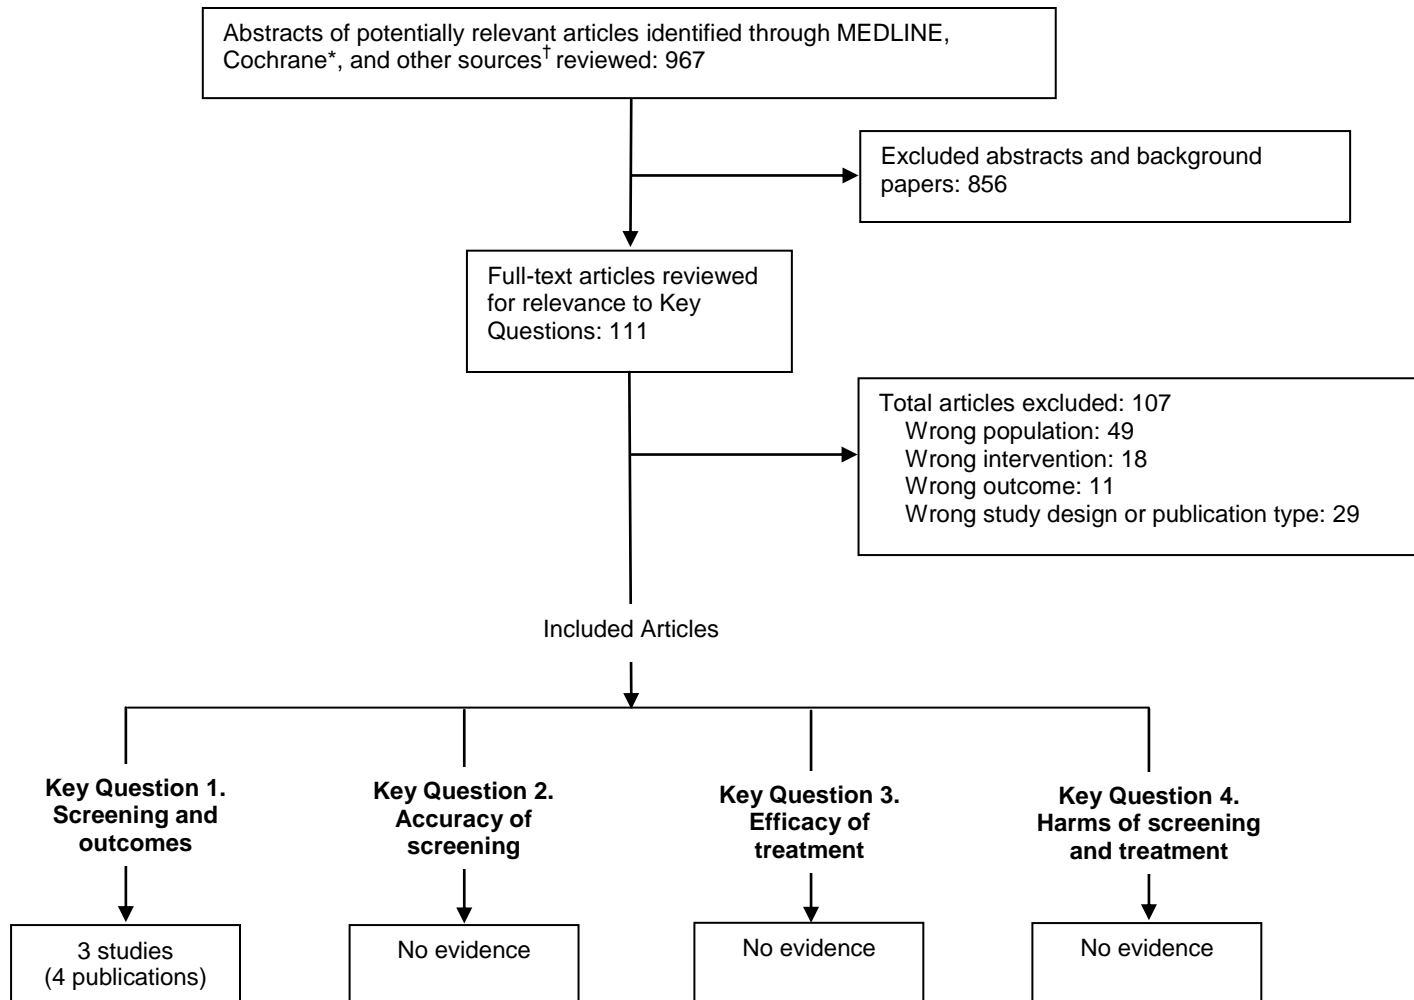 Abstracts of potentially relevant articles identified through MEDLINE,
Cochrane*, and other sources† reviewed: 967
Excluded abstracts and background
papers: 856
Full-text articles reviewed
for relevance to Key
Questions: 111
Total articles excluded: 107
Wrong population: 49
Wrong intervention: 18
Wrong outcome: 11
Wrong study design or publication type: 29
Included Articles
Key Question 1.
Screening and
outcomes
Key Question 2.
Accuracy of
screening
Key Question 3.
Efficacy of
treatment
Key Question 4.
Harms of screening
and treatment
3 studies
(4 publications)
No evidence
No evidence
No evidence